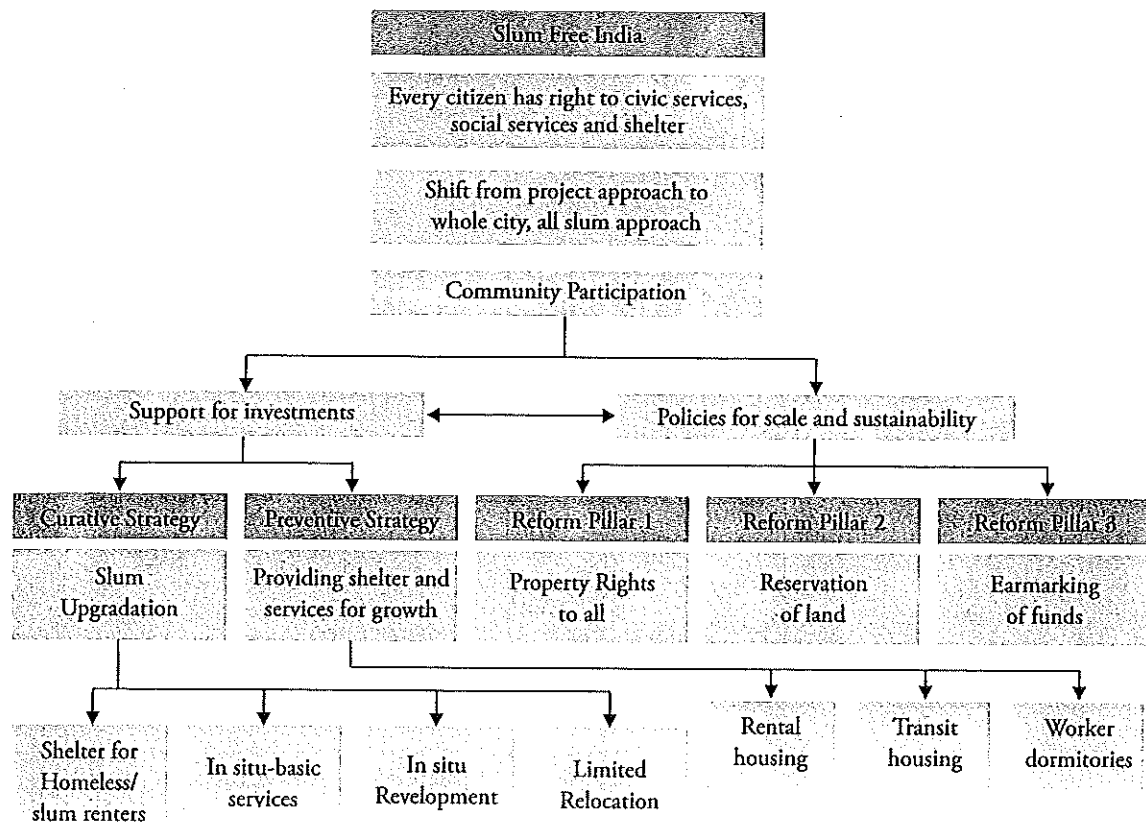 Slum Free India
Every citizen has right to civic services,
social services and shelter
Shift from project approach to
whole city, all slum approach
Community Participation
Support for investments
Policies for scale and sustainability
Curative Strategy
Preventive Strategy
Reform Pillar 1
Reform Pillar 2
Reform Pillar 3
Slum
Upgradation
Providing shelter and
services for growth
Property Rights
to all
Reservation
of land
Earmarking
of funds
Shelter for
Homeless/
slum renters
In situ-basic
services
In situ
Revelopment
Limited
Relocation
Rental
housing
Transit
housing
Worker
dormitories